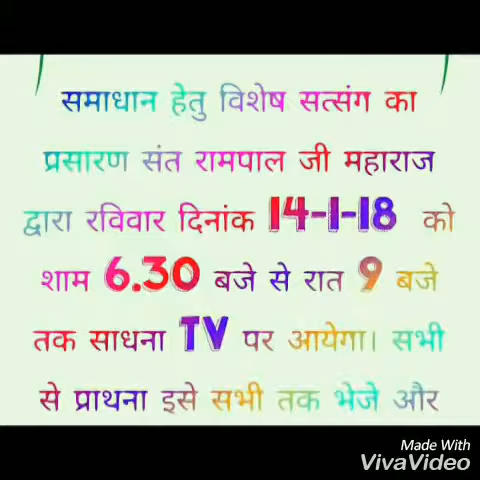 समाधान हेतु विशेष सत्संग का
प्रसारण संत रामपाल जी महाराज
द्वारा रविवार दिनांक 14-1-18 को
शाम 6.30 बजे से रात 9 बजे
तक साधना TV पर आयेगा। सभी
से प्राथना इसे सभी तक भेजे और
Made With
VivaVideo